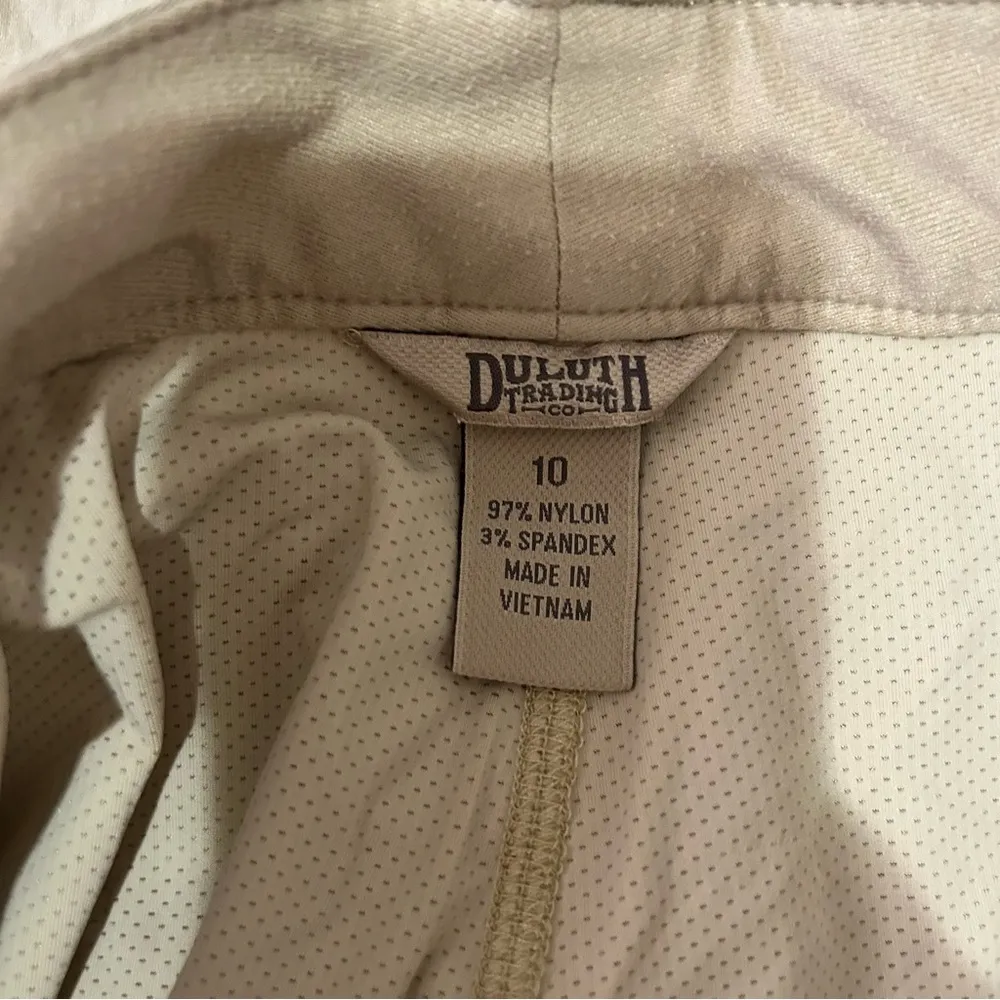 DULUTH
TRADING
CO
10
97% NYLON
3% SPANDEX
MADE IN
VIETNAM